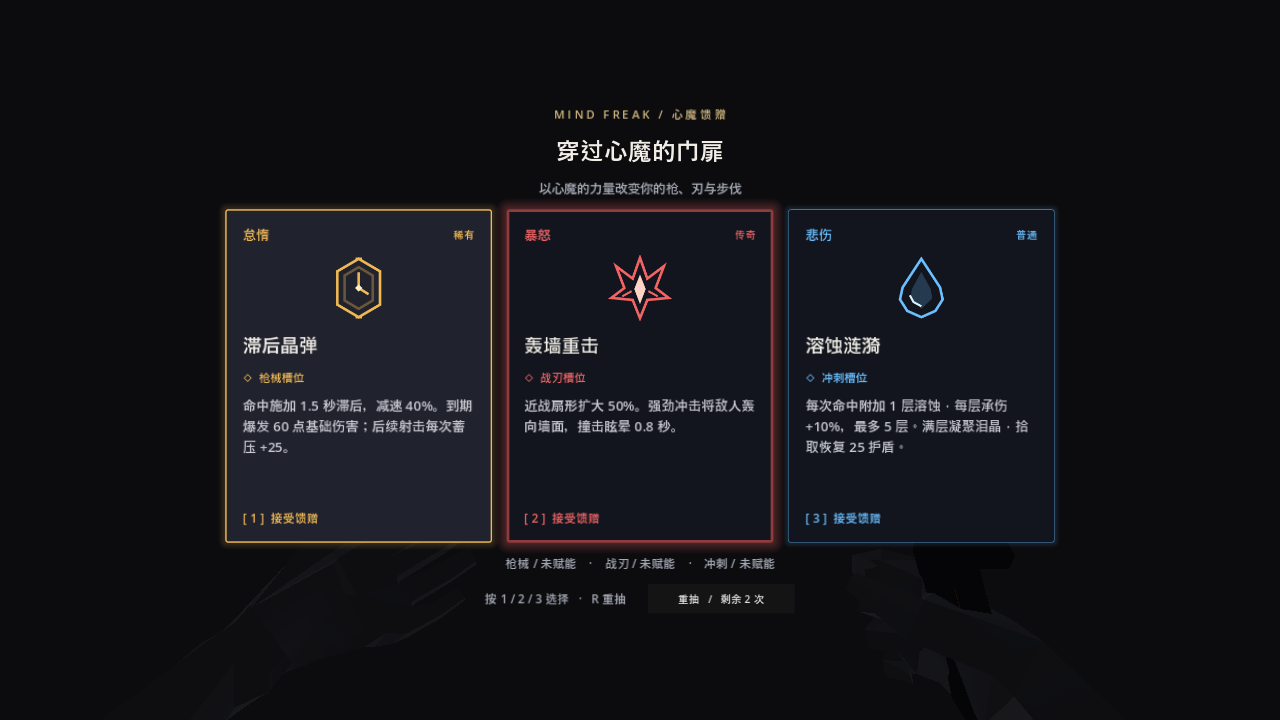 MIND FREAK / 心魔馈赠
穿过心魔的门扉
以心魔的力量改变你的枪、刃与步伐
怠惰
稀有
滞后晶弹
◇ 枪械槽位
命中施加 1.5 秒滞后，减速 40%。到期
爆发 60 点基础伤害；后续射击每次蓄
压 +25。
[ 1 ] 接受馈赠
暴怒
传奇
轰墙重击
◇ 战刃槽位
近战扇形扩大 50%。强劲冲击将敌人轰
向墙面，撞击眩晕 0.8 秒。
[ 2 ] 接受馈赠
悲伤
普通
溶蚀涟漪
◇ 冲刺槽位
每次命中附加 1 层溶蚀，每层承伤
+10%，最多 5 层。满层凝聚泪晶，拾
取恢复 25 护盾。
[ 3 ] 接受馈赠
枪械 / 未赋能 · 战刃 / 未赋能 · 冲刺 / 未赋能
按 1 / 2 / 3 选择 · R 重抽
重抽 / 剩余 2 次